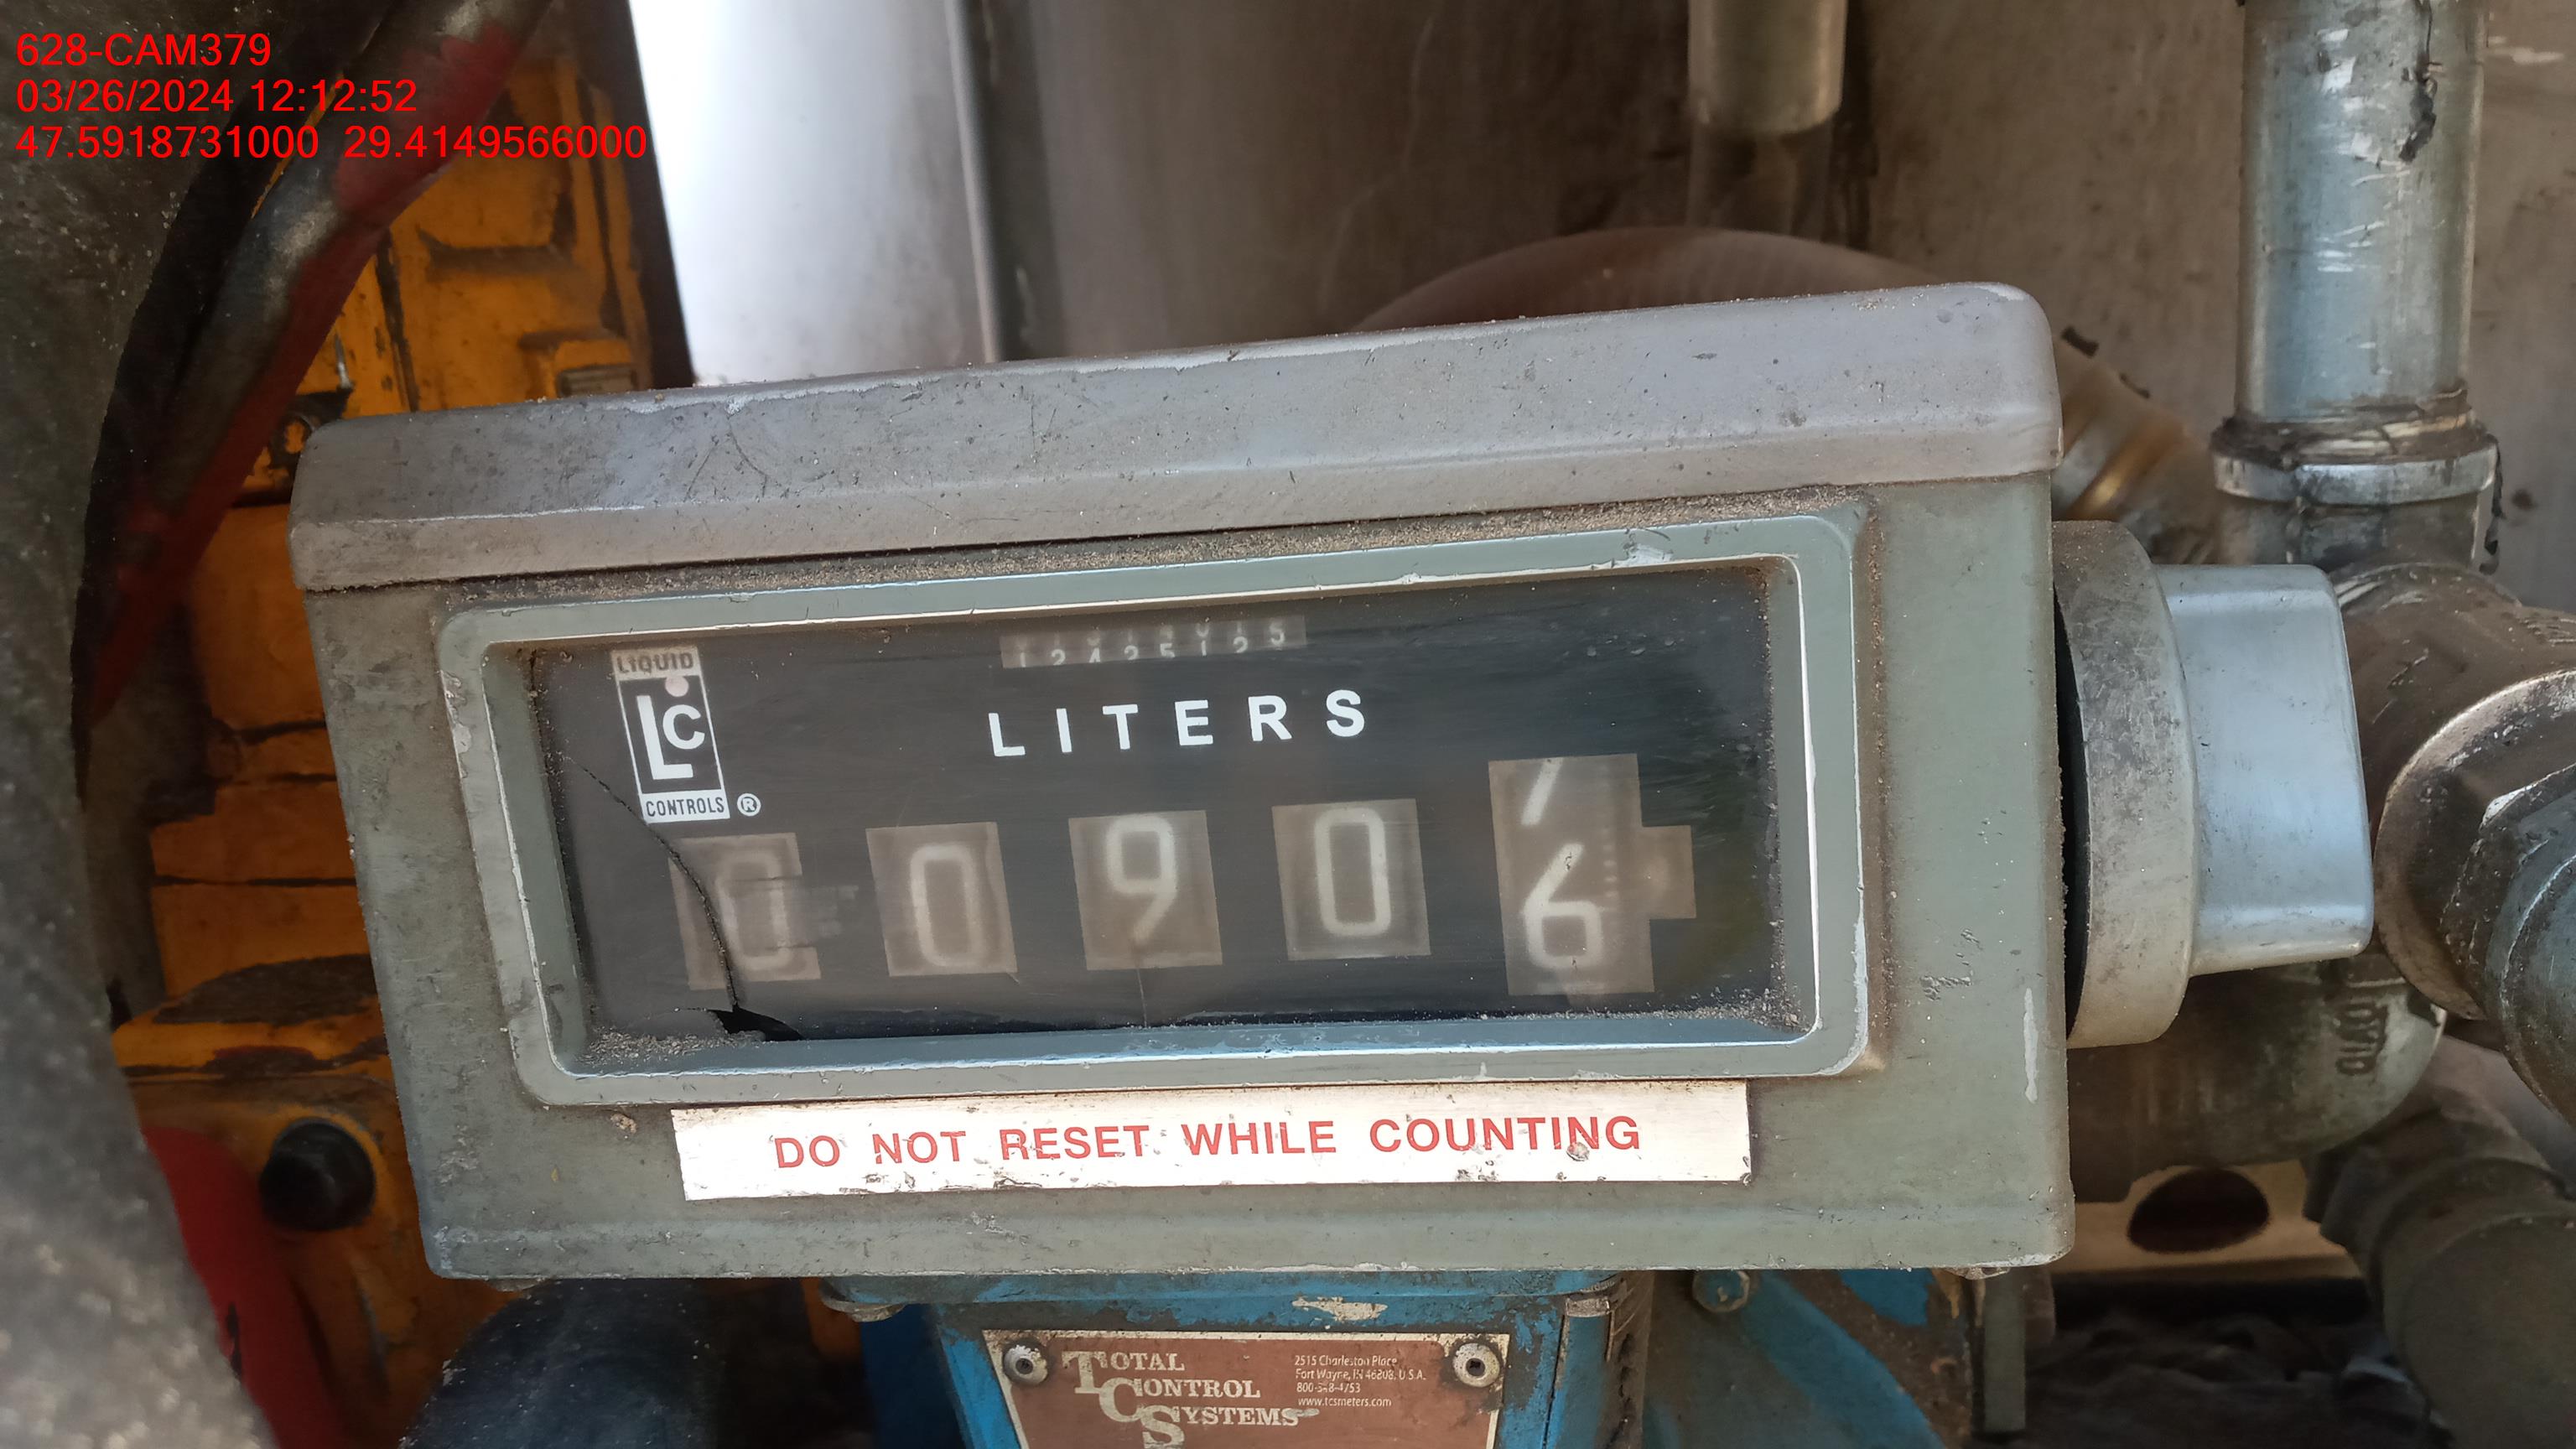 628-CAM379
03/26/2024 12:12:52
47.5918731000 29.4149566000
LIQUID
LC
CONTROLS ®
LITERS
0 0 9 0 6
DO NOT RESET WHILE COUNTING
TOTAL
CONTROL
SYSTEMS
2515 Charleston Place
Fort Wayne, IN 46808. U.S.A.
www.tcsmeters.com